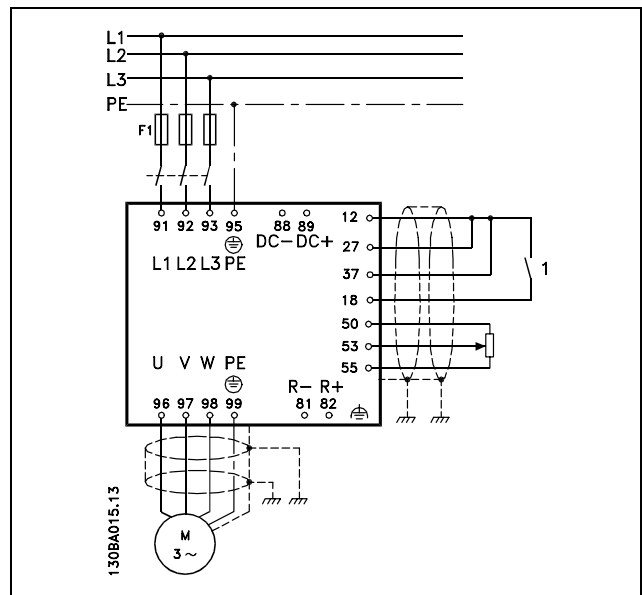 L1
L2
L3
PE
F1
91 92 93 95 88 89 12
DC- DC+
L1 L2 L3 PE
27
37
18
1
50
53
55
U V W PE
96 97 98 99
R- R+
81 82
M
3~
130BA015.13